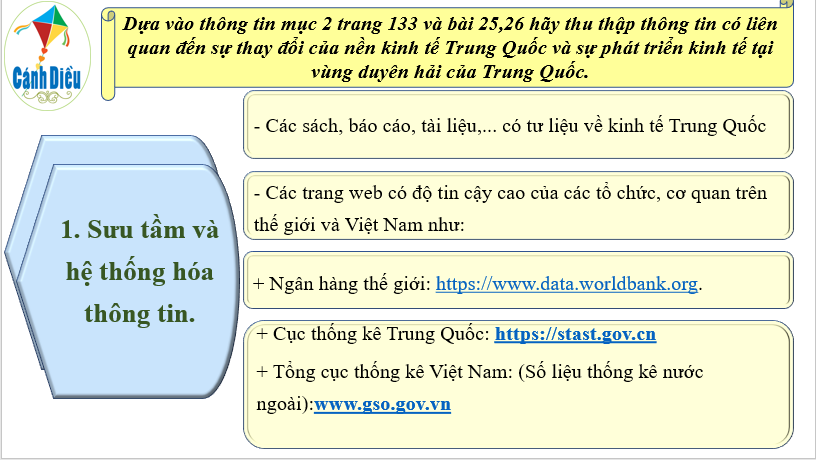 Dựa vào thông tin mục 2 trang 133 và bài 25,26 hãy thu thập thông tin có liên
quan đến sự thay đổi của nền kinh tế Trung Quốc và sự phát triển kinh tế tại
vùng duyên hải của Trung Quốc.
Cánh Diều
1. Sưu tầm và
hệ thống hóa
thông tin.
- Các sách, báo cáo, tài liệu,... có tư liệu về kinh tế Trung Quốc
- Các trang web có độ tin cậy cao của các tổ chức, cơ quan trên
thế giới và Việt Nam như:
+ Ngân hàng thế giới: https://www.data.worldbank.org.
+ Cục thống kê Trung Quốc: https://stast.gov.cn
+ Tổng cục thống kê Việt Nam: (Số liệu thống kê nước
ngoài):www.gso.gov.vn